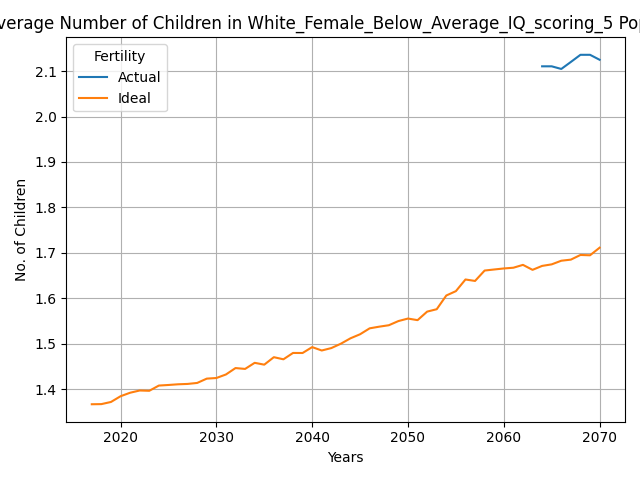 verage Number of Children in White_Female_Below_Average_IQ_scoring_5 Pop
Fertility
Actual
Ideal
No. of Children
2.1
2.0
1.9
1.8
1.7
1.6
1.5
1.4
2020 2030 2040 2050 2060 2070
Years